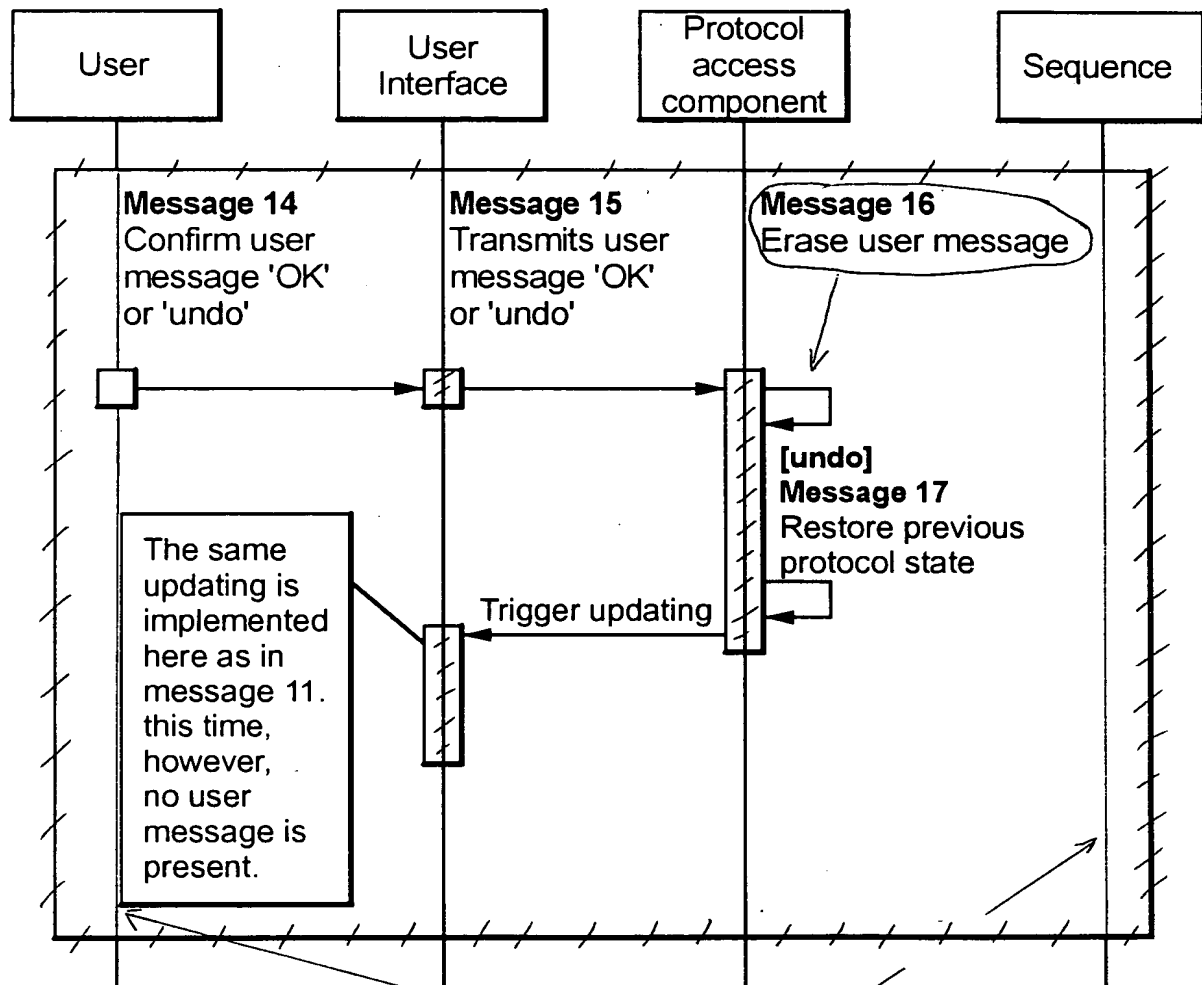 User
User
Interface
Protocol
access
component
Sequence
Message 14
Confirm user
message 'OK'
or 'undo'
Message 15
Transmits user
message 'OK'
or 'undo'
Message 16
Erase user message
[undo]
Message 17
Restore previous
protocol state
Trigger updating
The same
updating is
implemented
here as in
message 11.
this time,
however,
no user
message is
present.